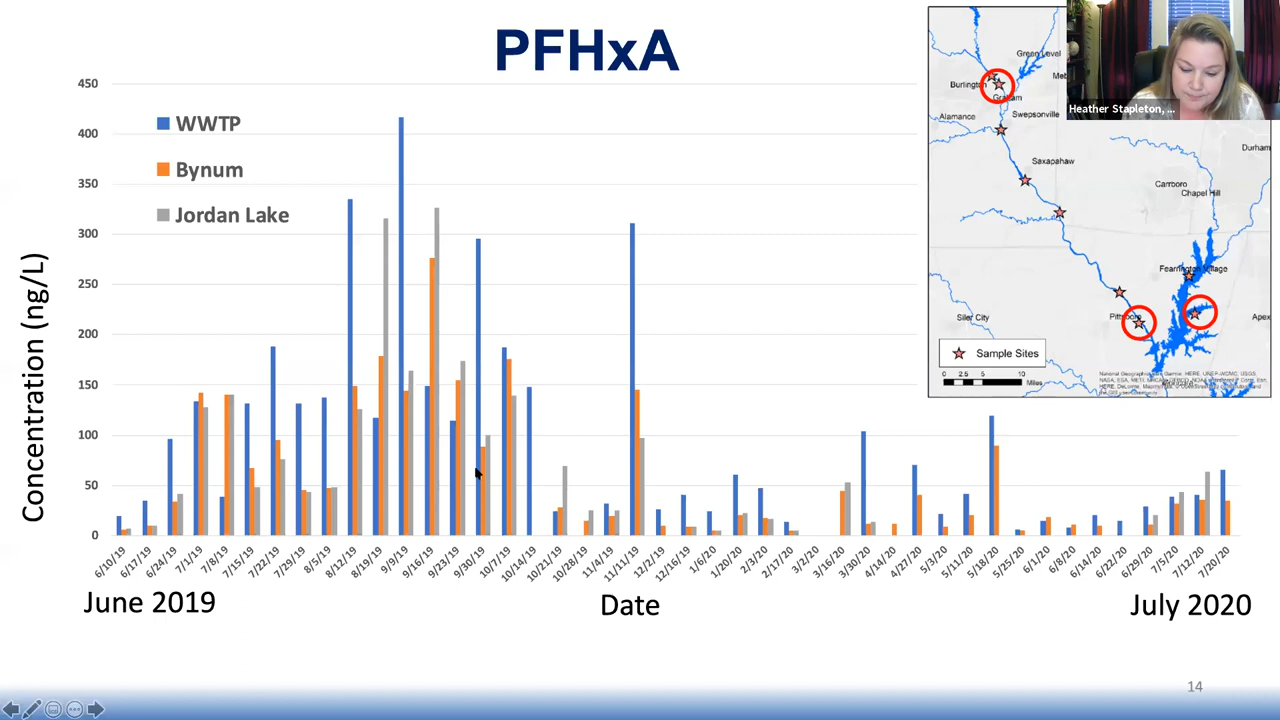 PFHxA
450
400
350
300
250
200
150
100
50
0
Concentration (ng/L)
WWTP
Bynum
Jordan Lake
6/10/19
6/17/19
6/24/19
7/1/19
7/8/19
7/15/19
7/22/19
7/29/19
8/5/19
8/12/19
8/19/19
9/9/19
9/16/19
9/23/19
9/30/19
10/7/19
10/14/19
10/21/19
10/28/19
11/4/19
11/11/19
12/2/19
12/16/19
1/6/20
1/20/20
2/3/20
2/17/20
3/2/20
3/16/20
3/30/20
4/14/20
4/27/20
5/3/20
5/11/20
5/18/20
5/25/20
6/1/20
6/8/20
6/14/20
6/22/20
6/29/20
7/5/20
7/12/20
7/20/20
June 2019
Date
July 2020
Green Level
Burlington
Meb
Graham
Swepsonville
Alamance
Saxapahaw
Durham
Carrboro
Chapel Hill
Fearrington Village
Siler City
Pittsboro
Apex
Sample Sites
0 2.5 5 10
Miles
Heather Stapleton, ...
14